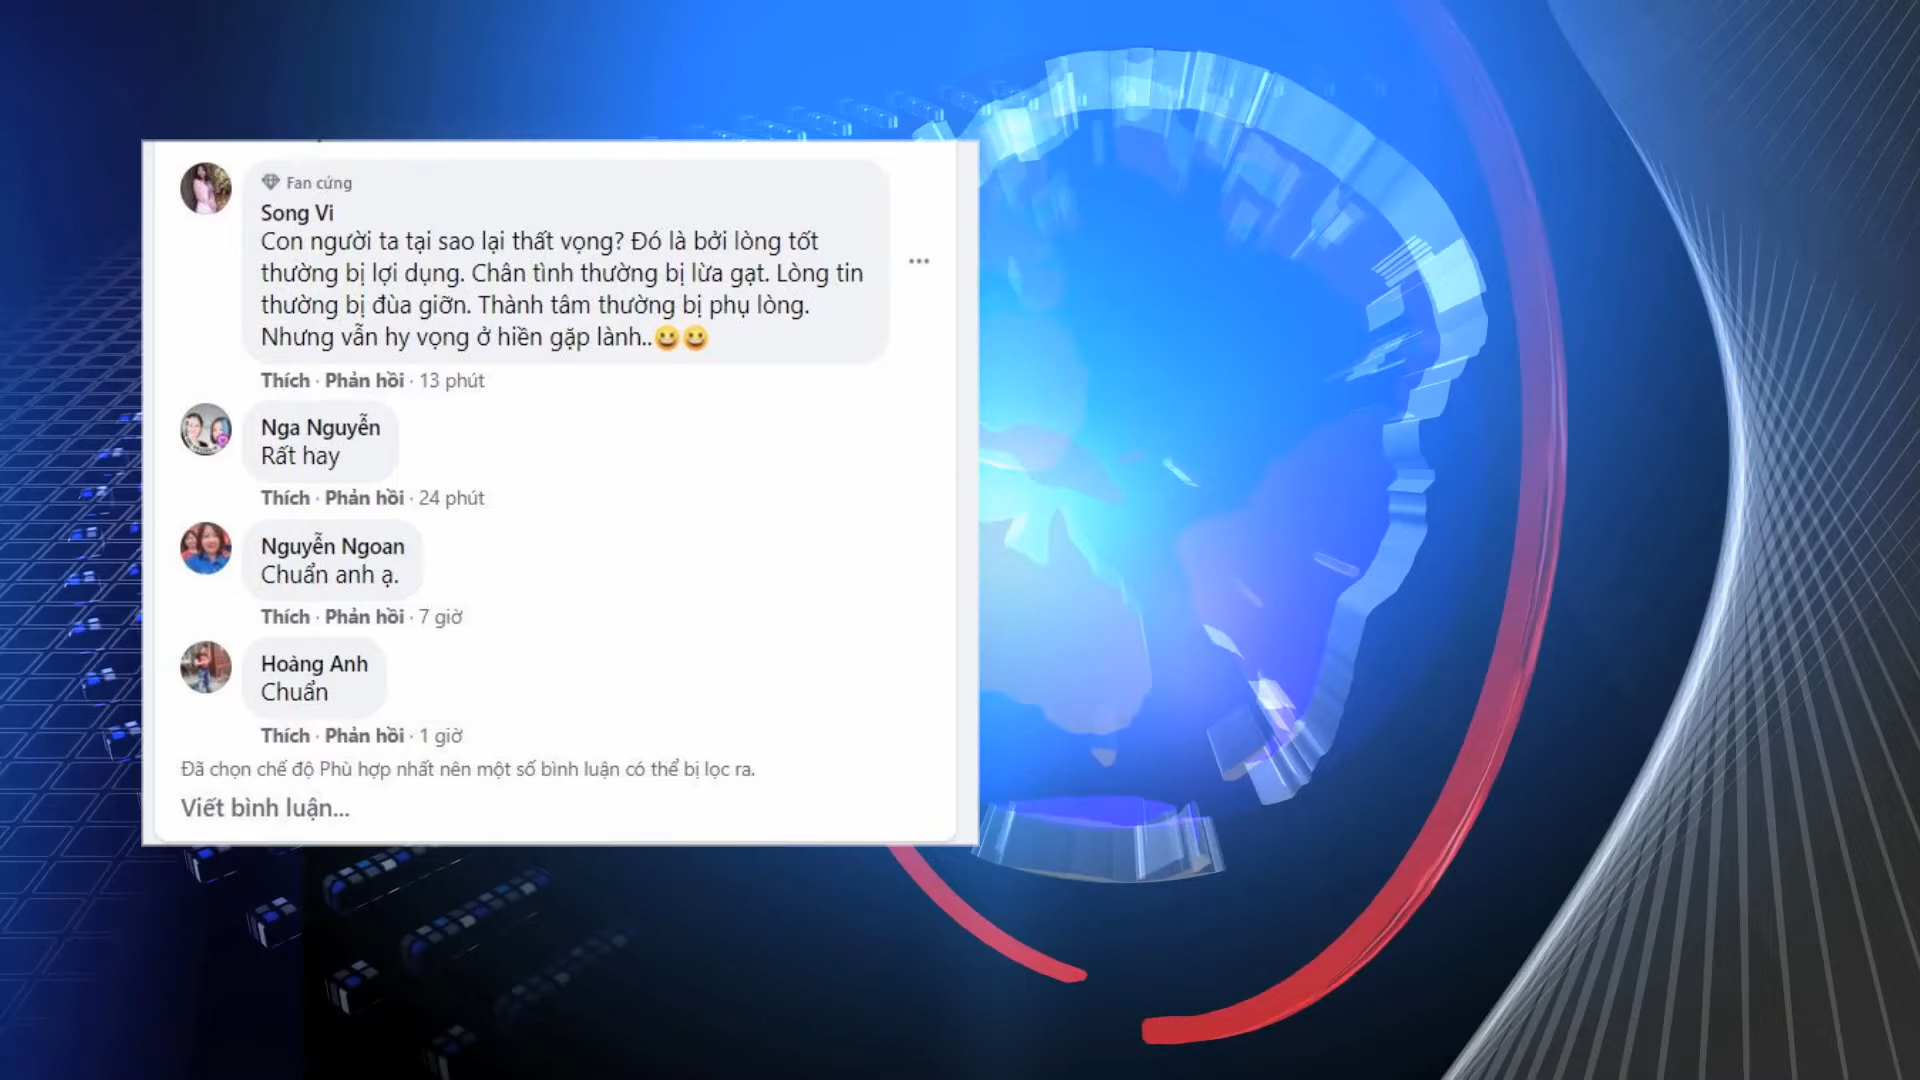 Fan cứng
Song Vi
Con người ta tại sao lại thất vọng? Đó là bởi lòng tốt
thường bị lợi dụng. Chân tình thường bị lừa gạt. Lòng tin
thường bị đùa giỡn. Thành tâm thường bị phụ lòng.
Nhưng vẫn hy vọng ở hiền gặp lành..😀😀
Thích · Phản hồi · 13 phút
Nga Nguyễn
Rất hay
Thích · Phản hồi · 24 phút
Nguyễn Ngoan
Chuẩn anh ạ.
Thích · Phản hồi · 7 giờ
Hoàng Anh
Chuẩn
Thích · Phản hồi · 1 giờ
Đã chọn chế độ Phù hợp nhất nên một số bình luận có thể bị lọc ra.
Viết bình luận...